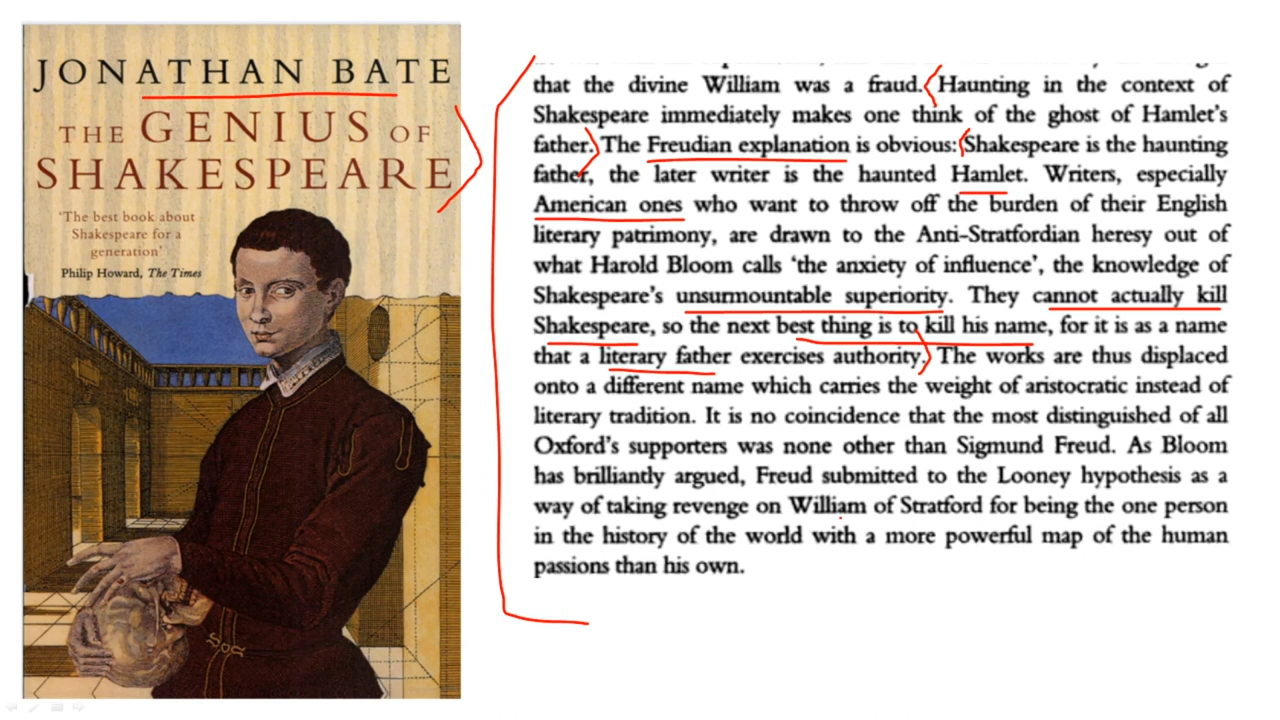 JONATHAN BATE
THE GENIUS OF
SHAKESPEARE
‘The best book about
Shakespeare for a
generation’
Philip Howard, The Times
that the divine William was a fraud. Haunting in the context of
Shakespeare immediately makes one think of the ghost of Hamlet’s
father. The Freudian explanation is obvious: Shakespeare is the haunting
father, the later writer is the haunted Hamlet. Writers, especially
American ones who want to throw off the burden of their English
literary patrimony, are drawn to the Anti-Stratfordian heresy out of
what Harold Bloom calls ‘the anxiety of influence’, the knowledge of
Shakespeare’s unsurmountable superiority. They cannot actually kill
Shakespeare, so the next best thing is to kill his name, for it is as a name
that a literary father exercises authority. The works are thus displaced
onto a different name which carries the weight of aristocratic instead of
literary tradition. It is no coincidence that the most distinguished of all
Oxford’s supporters was none other than Sigmund Freud. As Bloom
has brilliantly argued, Freud submitted to the Looney hypothesis as a
way of taking revenge on William of Stratford for being the one person
in the history of the world with a more powerful map of the human
passions than his own.